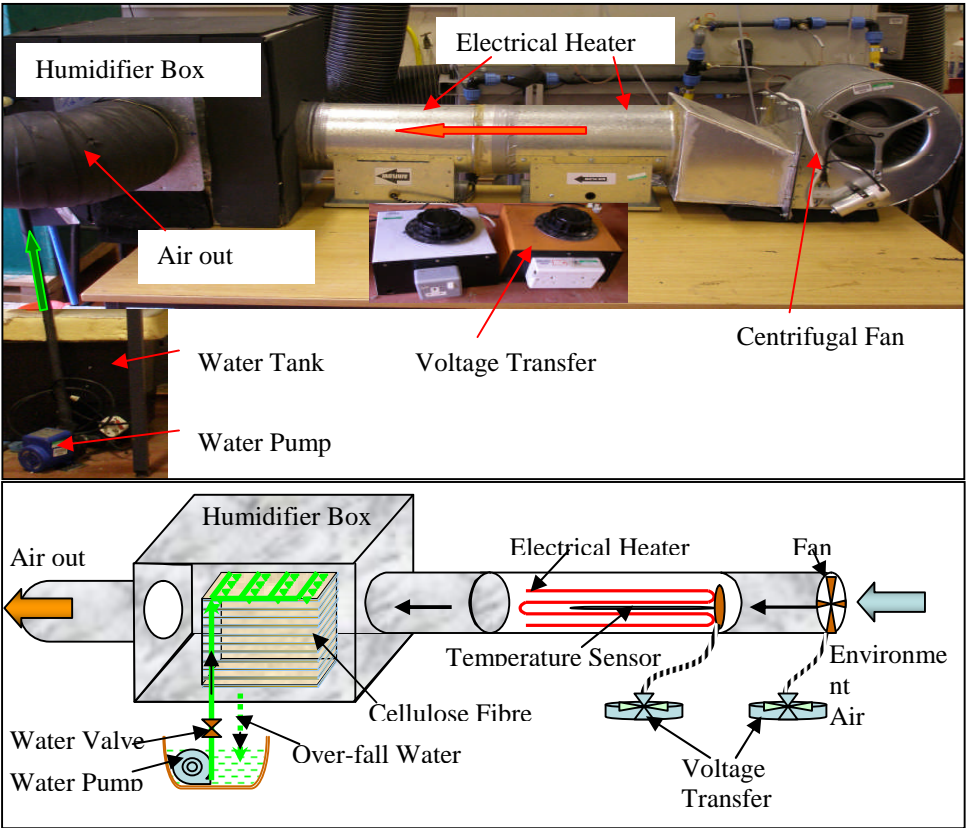 Electrical Heater
Humidifier Box
Air out
Centrifugal Fan
Water Tank
Voltage Transfer
Water Pump
Humidifier Box
Air out
Electrical Heater
Fan
Temperature Sensor
Environme
nt
Air
Cellulose Fibre
Water Valve
Over-fall Water
Water Pump
Voltage
Transfer